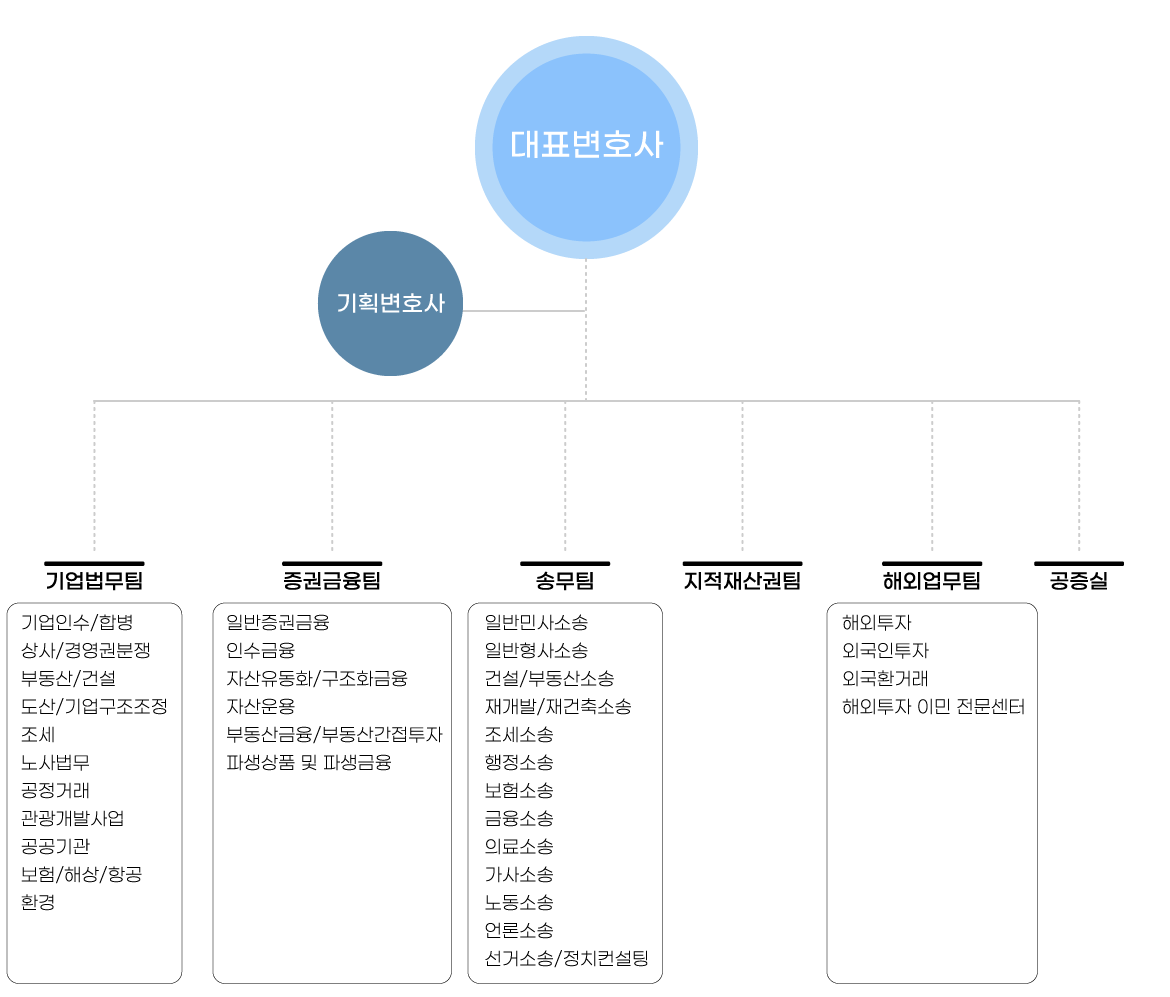 대표변호사
기획변호사
기업법무팀
기업인수/합병
상사/경영권분쟁
부동산/건설
도산/기업구조조정
조세
노사법무
공정거래
관광개발사업
공공기관
보험/해상/항공
환경
증권금융팀
일반증권금융
인수금융
자산유동화/구조화금융
자산운용
부동산금융/부동산간접투자
파생상품 및 파생금융
송무팀
일반민사소송
일반형사소송
건설/부동산소송
재개발/재건축소송
조세소송
행정소송
보험소송
금융소송
의료소송
가사소송
노동소송
언론소송
선거소송/정치컨설팅
지적재산권팀
해외업무팀
해외투자
외국인투자
외국환거래
해외투자 이민 전문센터
공증실